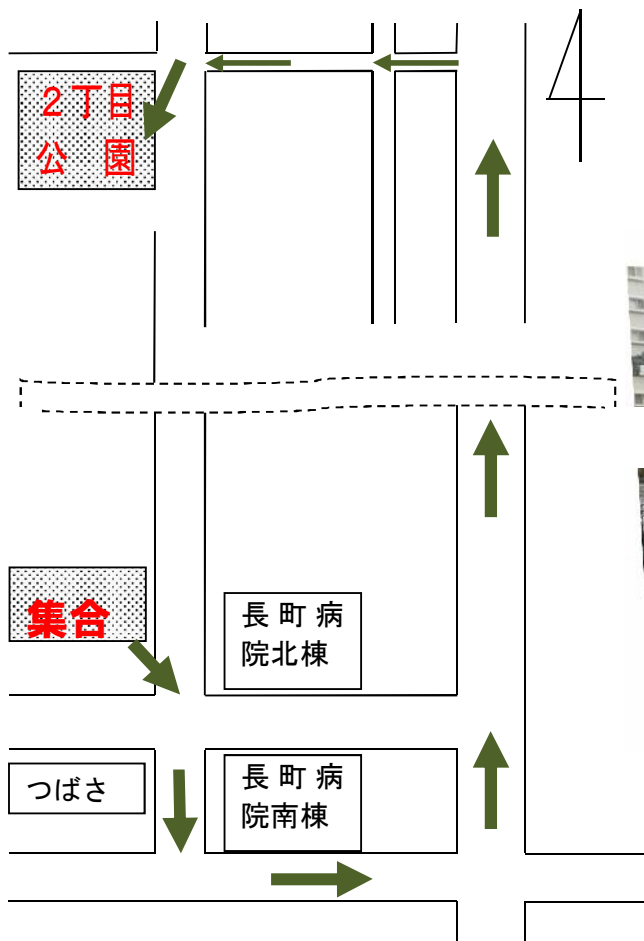 ２丁目
公　園
集合
長 町 病
院北棟
つばさ
長 町 病
院南棟